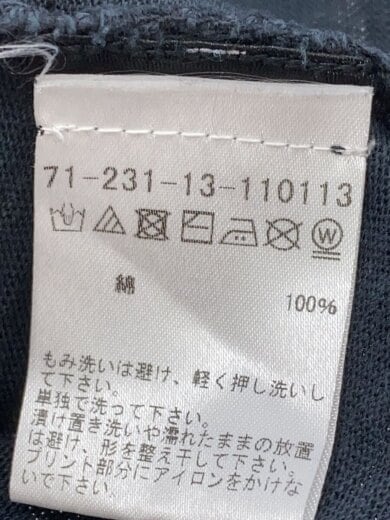 71-231-13-110113
W
綿 100%
もみ洗いは避け、軽く押し洗いし
て下さい。
単独で洗って下さい。
漬け置き洗いや濡れたままの放置
は避け、形を整え干して下さい。
プリント部分にアイロンをかけな
いで下さい。